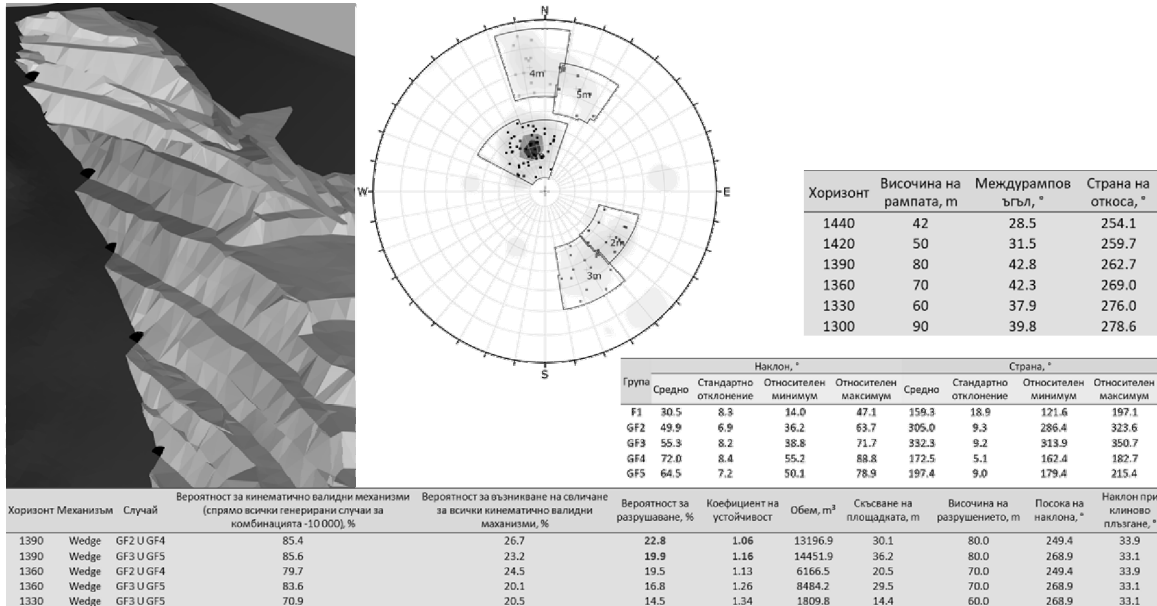 N
4m
5m
W
E
2m
3m
S
Хоризонт Височина на рампата, m Междурампов ъгъл, ° Страна на откоса, °
1440 42 28.5 254.1
1420 50 31.5 259.7
1390 80 42.8 262.7
1360 70 42.3 269.0
1330 60 37.9 276.0
1300 90 39.8 278.6
Наклон, ° Страна, °
Група Средно Стандартно отклонение Относителен минимум Относителен максимум Средно Стандартно отклонение Относителен минимум Относителен максимум
F1 30.5 8.3 14.0 47.1 159.3 18.9 121.6 197.1
GF2 49.9 6.9 36.2 63.7 305.0 9.3 286.4 323.6
GF3 55.3 8.2 38.8 71.7 332.3 9.2 313.9 350.7
GF4 72.0 8.4 55.2 88.8 172.5 5.1 162.4 182.7
GF5 64.5 7.2 50.1 78.9 197.4 9.0 179.4 215.4
Хоризонт Механизъм Случай Вероятност за кинематично валидни механизми (спрямо всички генерирани случаи за комбинацията -10 000), % Вероятност за възникване на свличане за всички кинематично валидни маханизми, % Вероятност за разрушаване, % Коефициент на устойчивост Обем, m³ Скъсване на площадката, m Височина на разрушението, m Посока на наклона, ° Наклон при клиново плъзгане, °
1390 Wedge GF2 U GF4 85.4 26.7 22.8 1.06 13196.9 30.1 80.0 249.4 33.9
1390 Wedge GF3 U GF5 85.6 23.2 19.9 1.16 14451.9 36.2 80.0 268.9 33.1
1360 Wedge GF2 U GF4 79.7 24.5 19.5 1.13 6166.5 20.5 70.0 249.4 33.9
1360 Wedge GF3 U GF5 83.6 20.1 16.8 1.26 8484.2 29.5 70.0 268.9 33.1
1330 Wedge GF3 U GF5 70.9 20.5 14.5 1.34 1809.8 14.4 60.0 268.9 33.1